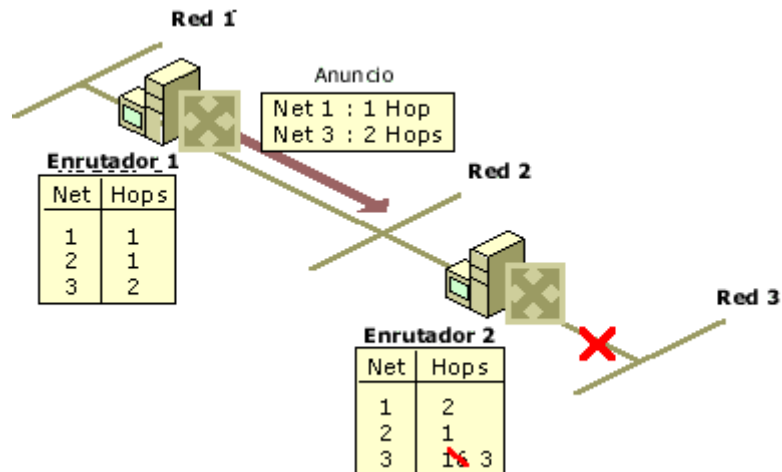 Red 1
Anuncio
Net 1 : 1 Hop
Net 3 : 2 Hops
Enrutador 1
Net Hops
1 1
2 1
3 2
Red 2
Red 3
Enrutador 2
Net Hops
1 2
2 1
3 16 3